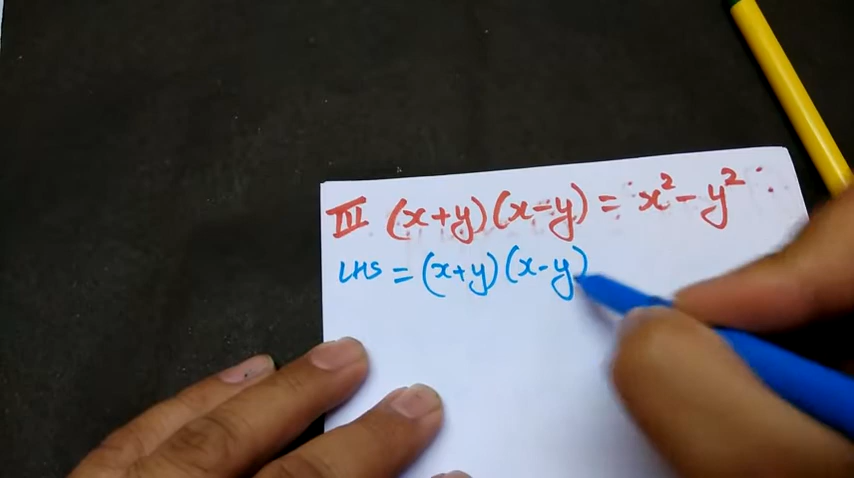 III (x+y)(x-y) = x² - y²
LHS = (x+y)(x-y)